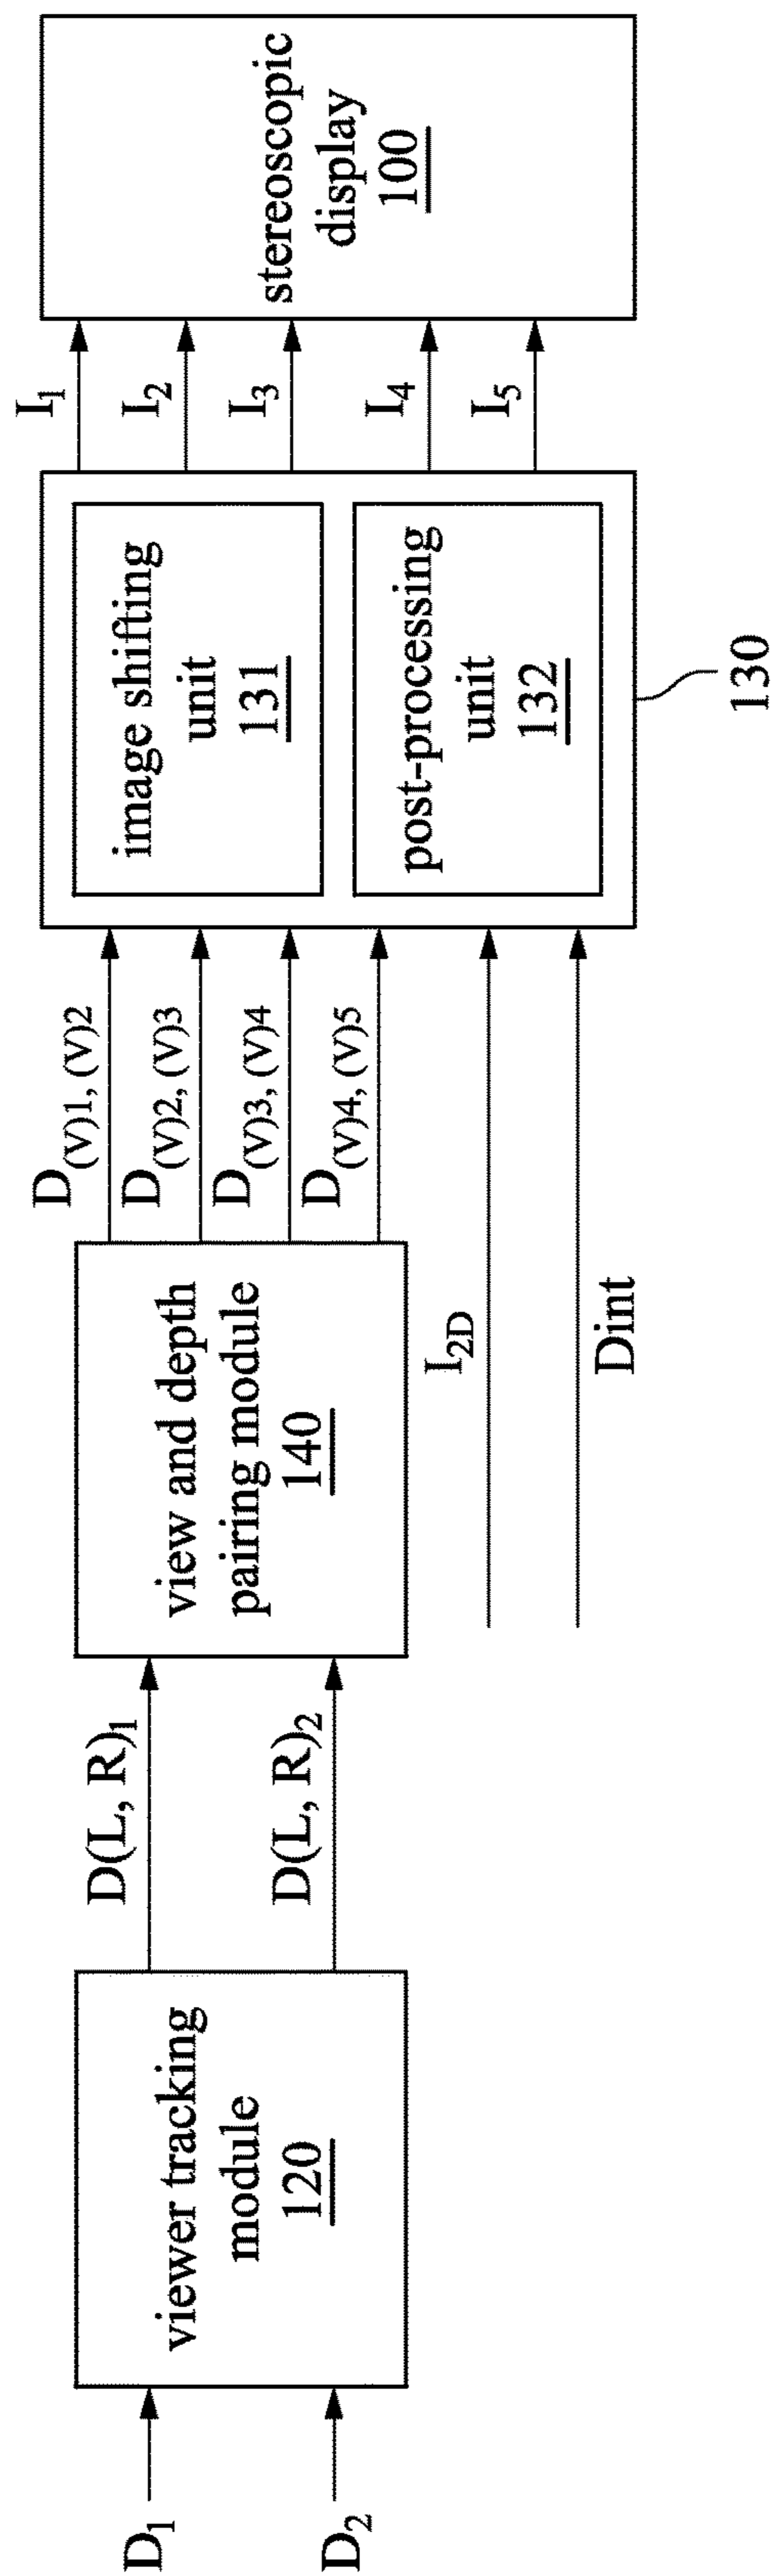 D₁
D₂
viewer tracking
module
120
D(L, R)₁
D(L, R)₂
view and depth
pairing module
140
D(V)1, (V)2
D(V)2, (V)3
D(V)3, (V)4
D(V)4, (V)5
I2D
Dint
image shifting
unit
131
post-processing
unit
132
130
I₁
I₂
I₃
I₄
I₅
stereoscopic
display
100